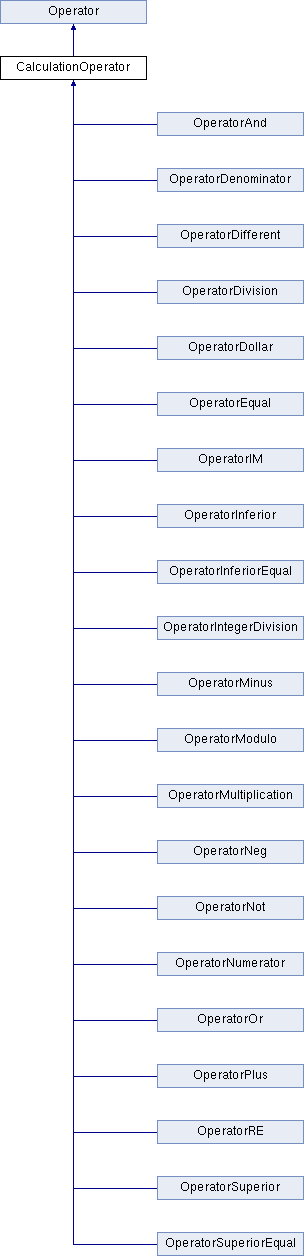 Operator
CalculationOperator
OperatorAnd
OperatorDenominator
OperatorDifferent
OperatorDivision
OperatorDollar
OperatorEqual
OperatorIM
OperatorInferior
OperatorInferiorEqual
OperatorIntegerDivision
OperatorMinus
OperatorModulo
OperatorMultiplication
OperatorNeg
OperatorNot
OperatorNumerator
OperatorOr
OperatorPlus
OperatorRE
OperatorSuperior
OperatorSuperiorEqual